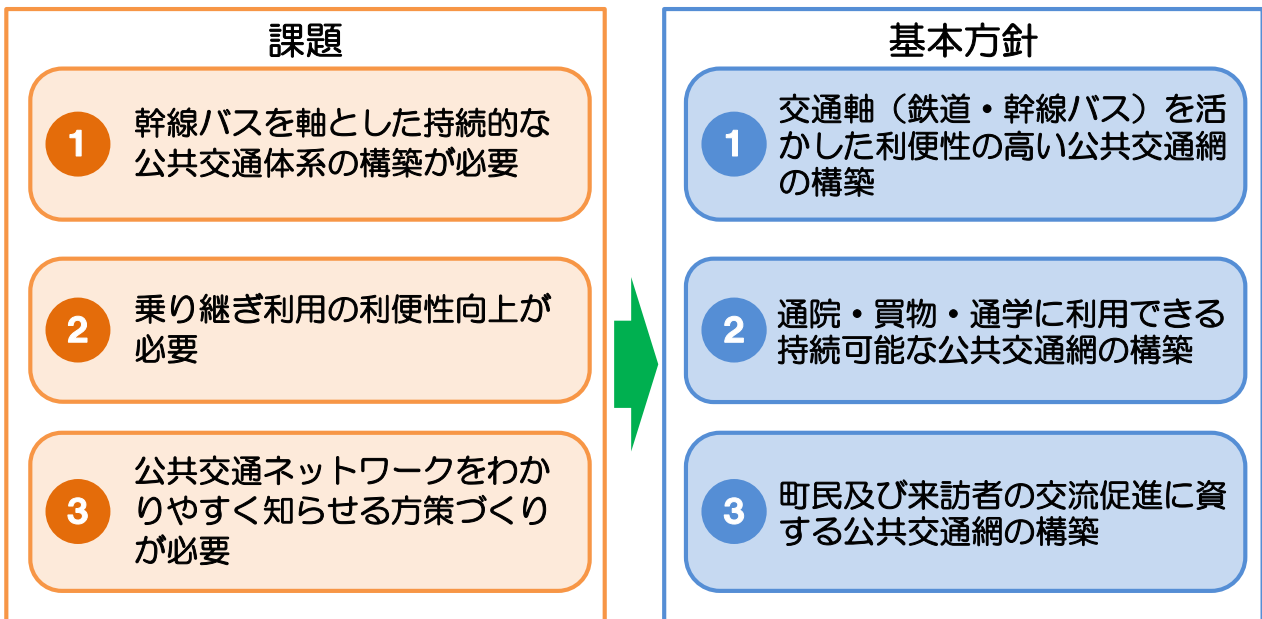 課題
1
幹線バスを軸とした持続的な
公共交通体系の構築が必要
2
乗り継ぎ利用の利便性向上が
必要
3
公共交通ネットワークをわか
りやすく知らせる方策づくり
が必要
基本方針
1
交通軸（鉄道・幹線バス）を活
かした利便性の高い公共交通網
の構築
2
通院・買物・通学に利用できる
持続可能な公共交通網の構築
3
町民及び来訪者の交流促進に資
する公共交通網の構築